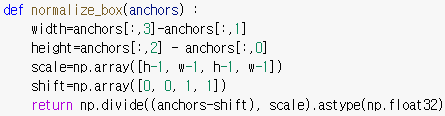 def normalize_box(anchors) :
    width=anchors[:,3]-anchors[:,1]
    height=anchors[:,2] - anchors[:,0]
    scale=np.array([h-1, w-1, h-1, w-1])
    shift=np.array([0, 0, 1, 1])
    return np.divide((anchors-shift), scale).astype(np.float32)